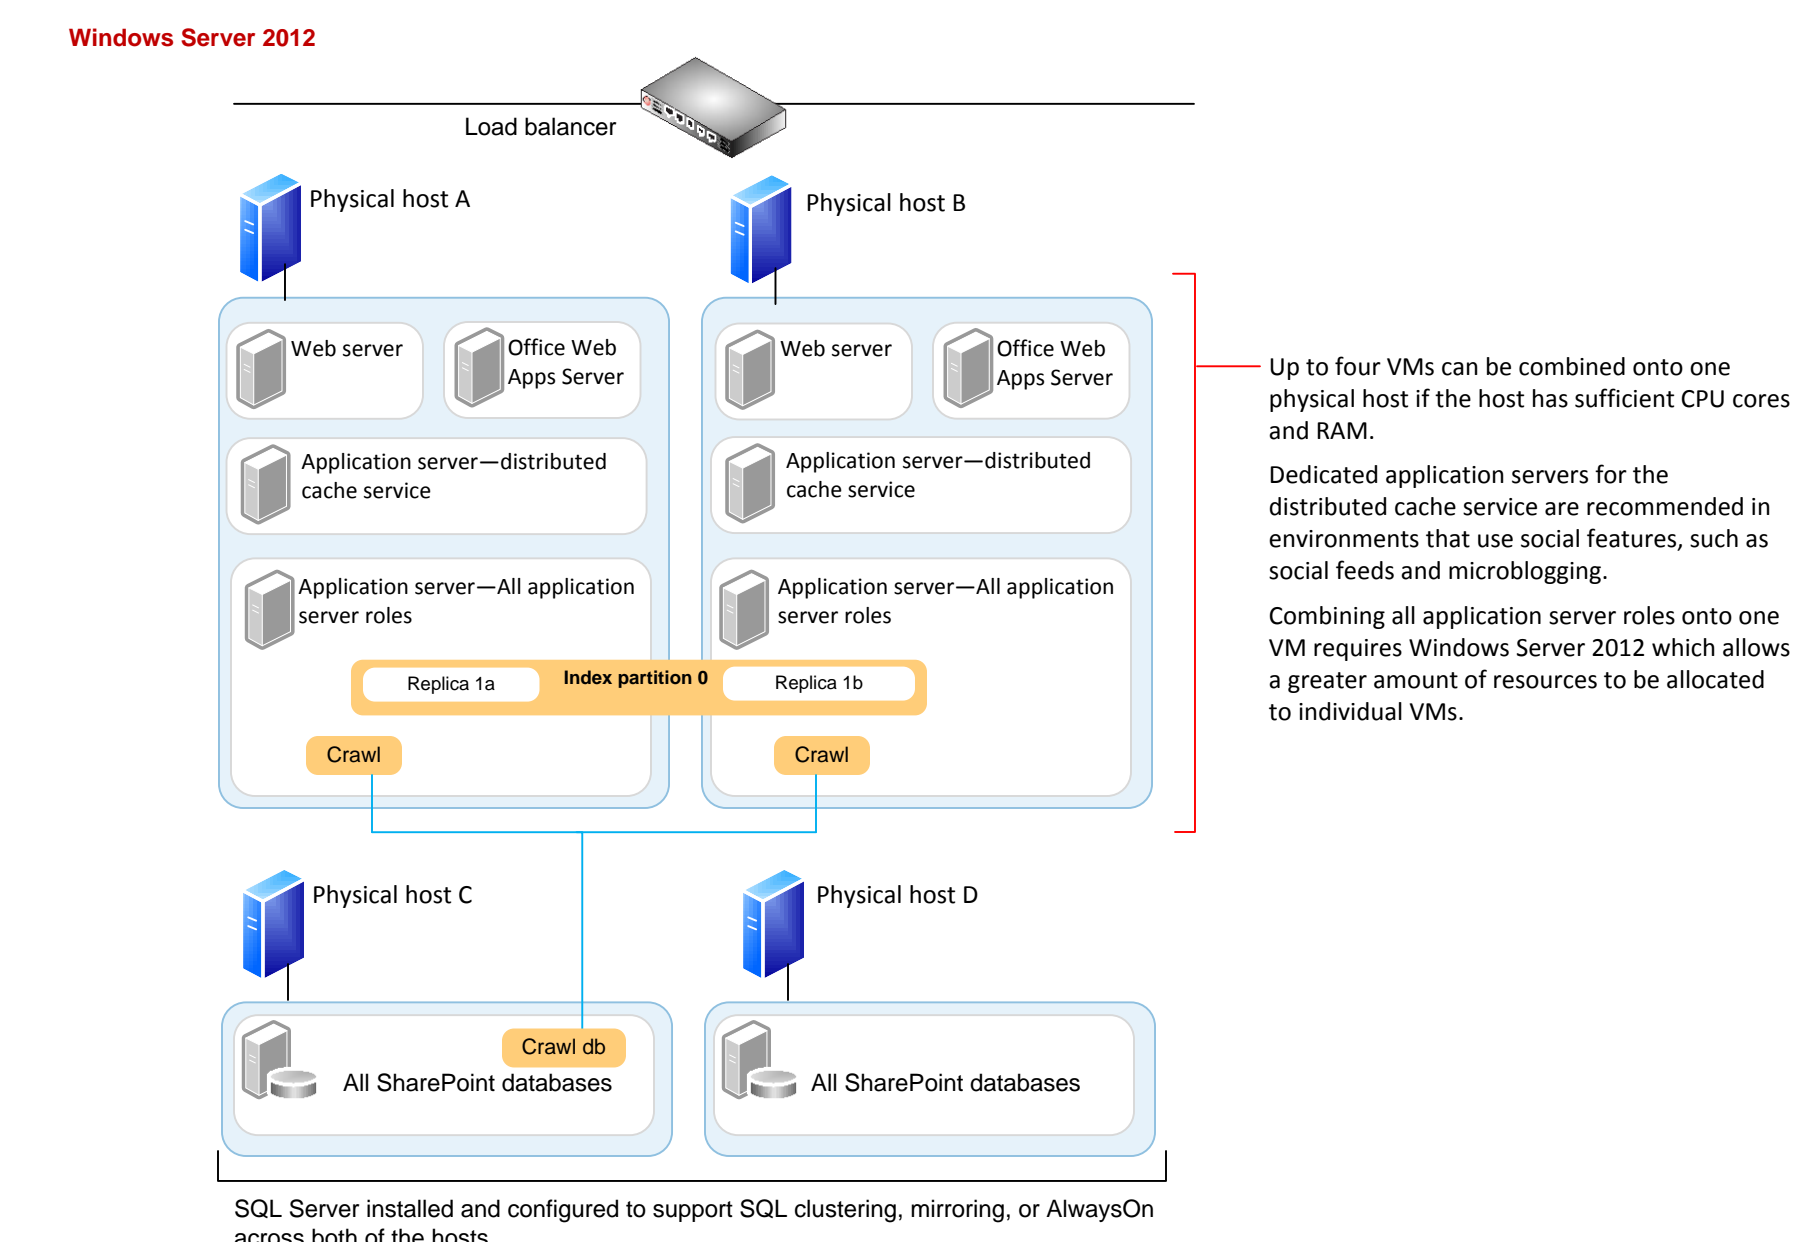 Windows Server 2012
Load balancer
Physical host A
Physical host B
Web server
Office Web
Apps Server
Web server
Office Web
Apps Server
Application server—distributed
cache service
Application server—distributed
cache service
Application server—All application
server roles
Application server—All application
server roles
Replica 1a
Index partition 0
Replica 1b
Crawl
Crawl
Up to four VMs can be combined onto one
physical host if the host has sufficient CPU cores
and RAM.
Dedicated application servers for the
distributed cache service are recommended in
environments that use social features, such as
social feeds and microblogging.
Combining all application server roles onto one
VM requires Windows Server 2012 which allows
a greater amount of resources to be allocated
to individual VMs.
Physical host C
Physical host D
Crawl db
All SharePoint databases
All SharePoint databases
SQL Server installed and configured to support SQL clustering, mirroring, or AlwaysOn
across both of the hosts